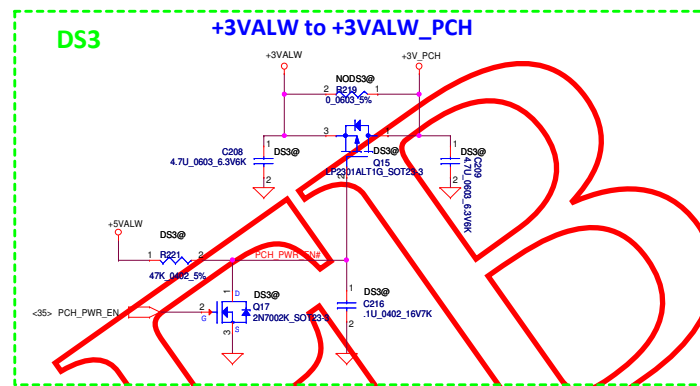 DS3
+3VALW to +3VALW_PCH
+3VALW
+3V_PCH
NODS3@
2 1
R219
0_0603_5%
3 1
C208
4.7U_0603_6.3V6K
DS3@
1
2
DS3@
Q15
LP2301ALT1G_SOT23-3
2
1
2
DS3@
C209
4.7U_0603_6.3V6K
+5VALW
DS3@
1 2
R221
47K_0402_5%
PCH_PWR_EN#
<35> PCH_PWR_EN
1 D
2
G
3 S
DS3@
Q17
2N7002K_SOT23-3
1
2
DS3@
C216
.1U_0402_16V7K